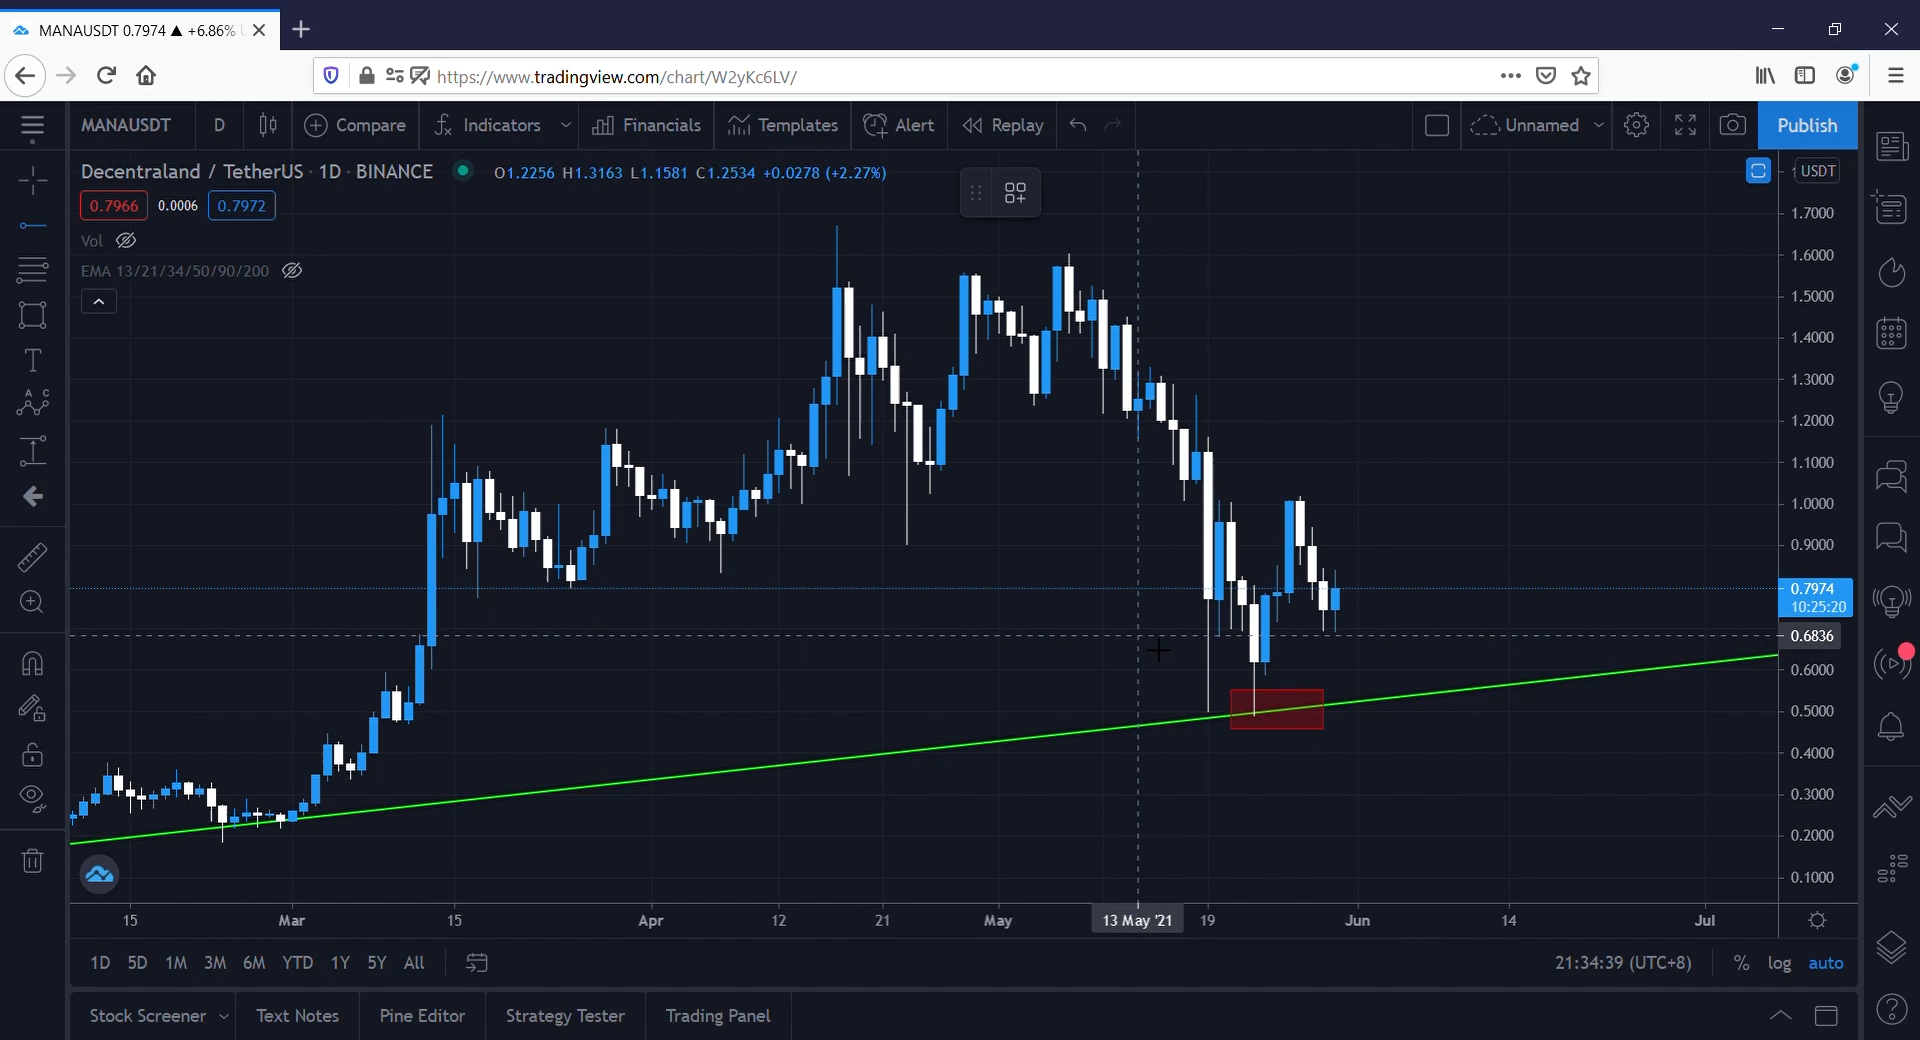 MANAUSDT 0.7974 ▲ +6.86%
https://www.tradingview.com/chart/W2yKc6LV/
MANAUSDT D Compare Indicators Financials Templates Alert Replay Unnamed Publish
Decentraland / TetherUS · 1D · BINANCE O1.2256 H1.3163 L1.1581 C1.2534 +0.0278 (+2.27%)
USDT
0.7966 0.0006 0.7972
Vol
EMA 13/21/34/50/90/200
1.7000
1.6000
1.5000
1.4000
1.3000
1.2000
1.1000
1.0000
0.9000
0.7974
10:25:20
0.6836
0.6000
0.5000
0.4000
0.3000
0.2000
0.1000
15 Mar 15 Apr 12 21 May 13 May '21 19 Jun 14 Jul
1D 5D 1M 3M 6M YTD 1Y 5Y All 21:34:39 (UTC+8) % log auto
Stock Screener Text Notes Pine Editor Strategy Tester Trading Panel